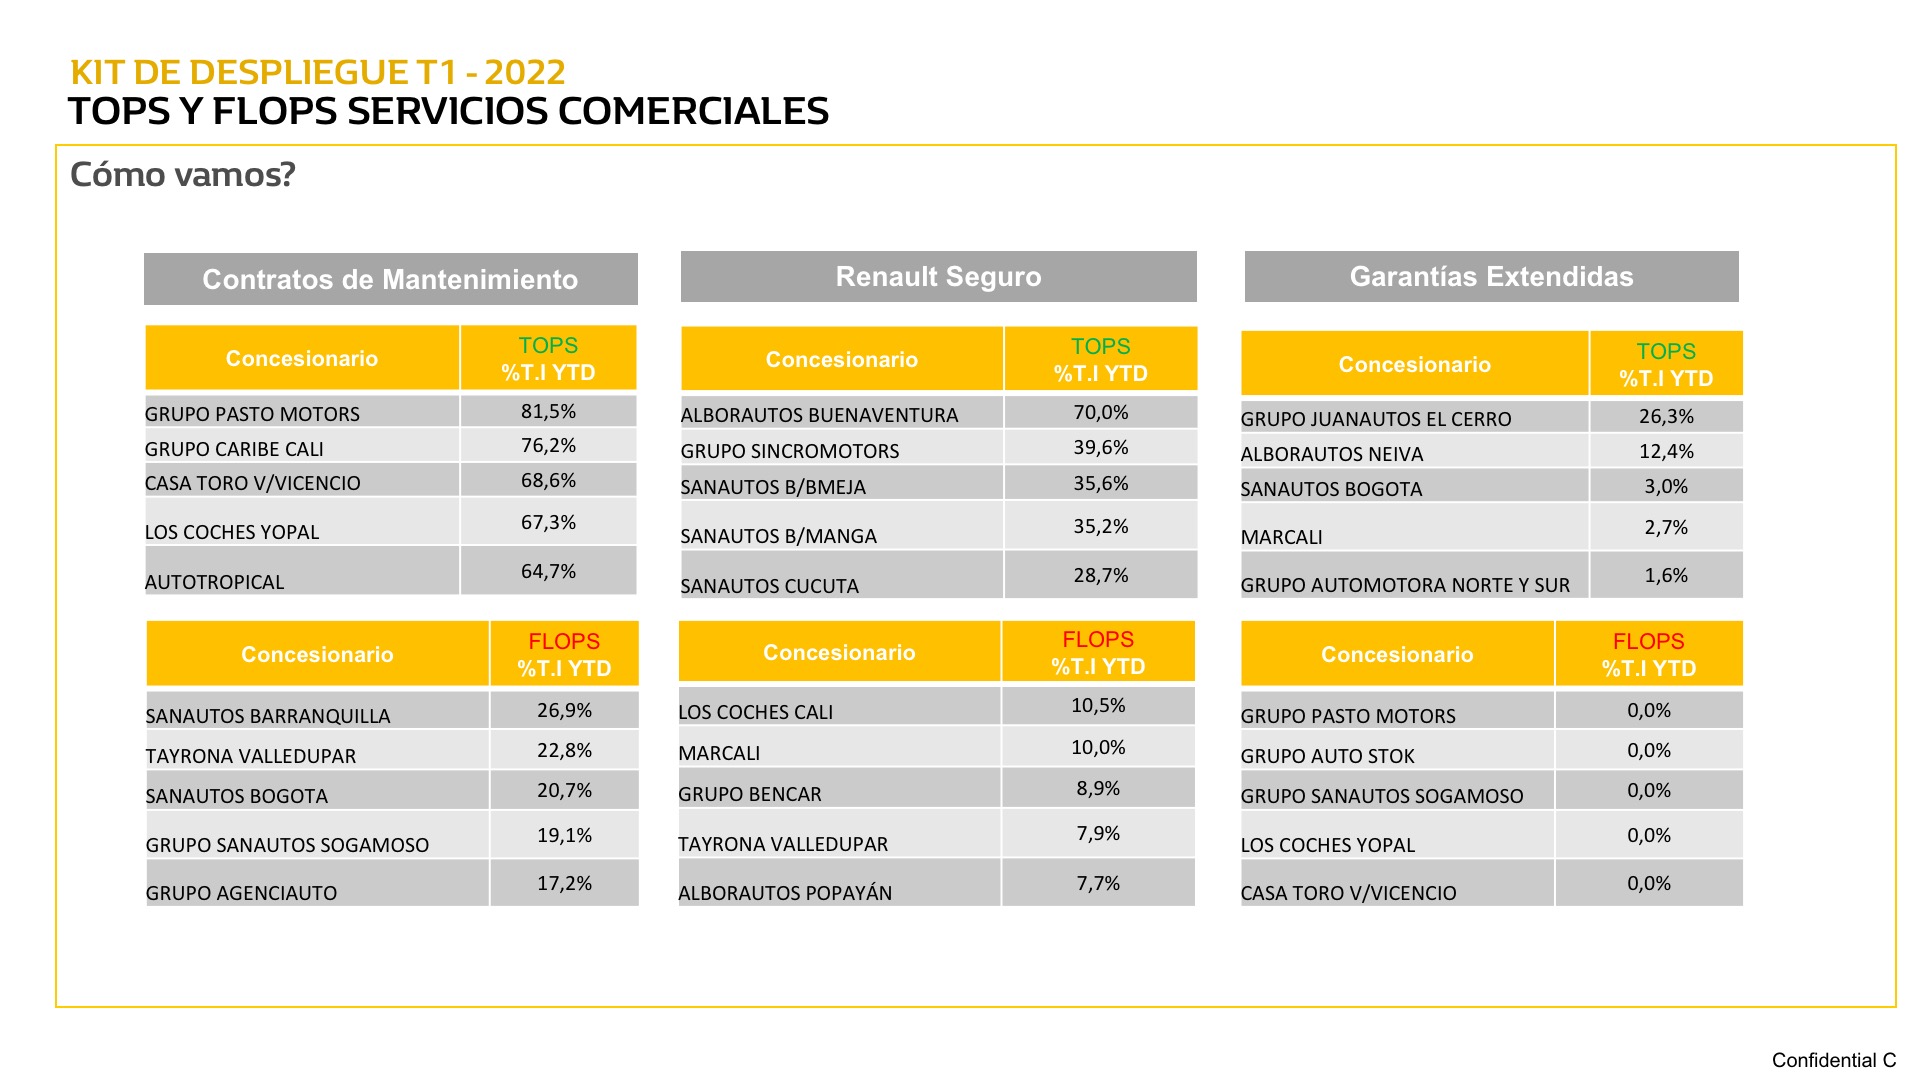 KIT DE DESPLIEGUE T1 - 2022
TOPS Y FLOPS SERVICIOS COMERCIALES
Cómo vamos?
Contratos de Mantenimiento
Concesionario
TOPS
%T.I YTD
GRUPO PASTO MOTORS 81,5%
GRUPO CARIBE CALI 76,2%
CASA TORO V/VICENCIO 68,6%
LOS COCHES YOPAL 67,3%
AUTOTROPICAL 64,7%
Concesionario
FLOPS
%T.I YTD
SANAUTOS BARRANQUILLA 26,9%
TAYRONA VALLEDUPAR 22,8%
SANAUTOS BOGOTA 20,7%
GRUPO SANAUTOS SOGAMOSO 19,1%
GRUPO AGENCIAUTO 17,2%
Renault Seguro
Concesionario
TOPS
%T.I YTD
ALBORAUTOS BUENAVENTURA 70,0%
GRUPO SINCROMOTORS 39,6%
SANAUTOS B/BMEJA 35,6%
SANAUTOS B/MANGA 35,2%
SANAUTOS CUCUTA 28,7%
Concesionario
FLOPS
%T.I YTD
LOS COCHES CALI 10,5%
MARCALI 10,0%
GRUPO BENCAR 8,9%
TAYRONA VALLEDUPAR 7,9%
ALBORAUTOS POPAYÁN 7,7%
Garantías Extendidas
Concesionario
TOPS
%T.I YTD
GRUPO JUANAUTOS EL CERRO 26,3%
ALBORAUTOS NEIVA 12,4%
SANAUTOS BOGOTA 3,0%
MARCALI 2,7%
GRUPO AUTOMOTORA NORTE Y SUR 1,6%
Concesionario
FLOPS
%T.I YTD
GRUPO PASTO MOTORS 0,0%
GRUPO AUTO STOK 0,0%
GRUPO SANAUTOS SOGAMOSO 0,0%
LOS COCHES YOPAL 0,0%
CASA TORO V/VICENCIO 0,0%
Confidential C